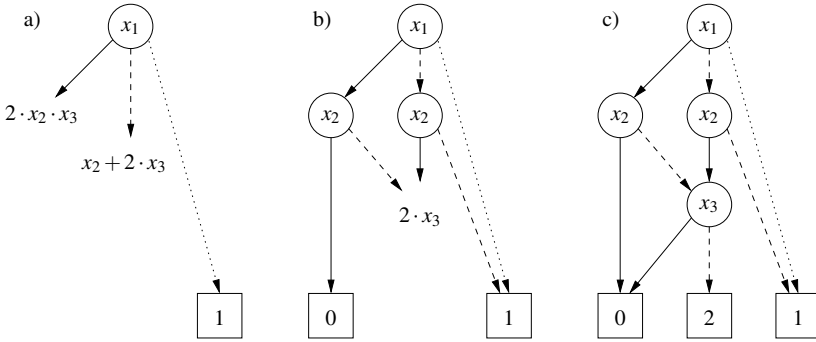 a)
x₁
2 · x₂ · x₃
x₂ + 2 · x₃
1
b)
x₁
x₂
x₂
2 · x₃
0
1
c)
x₁
x₂
x₂
x₃
0
2
1